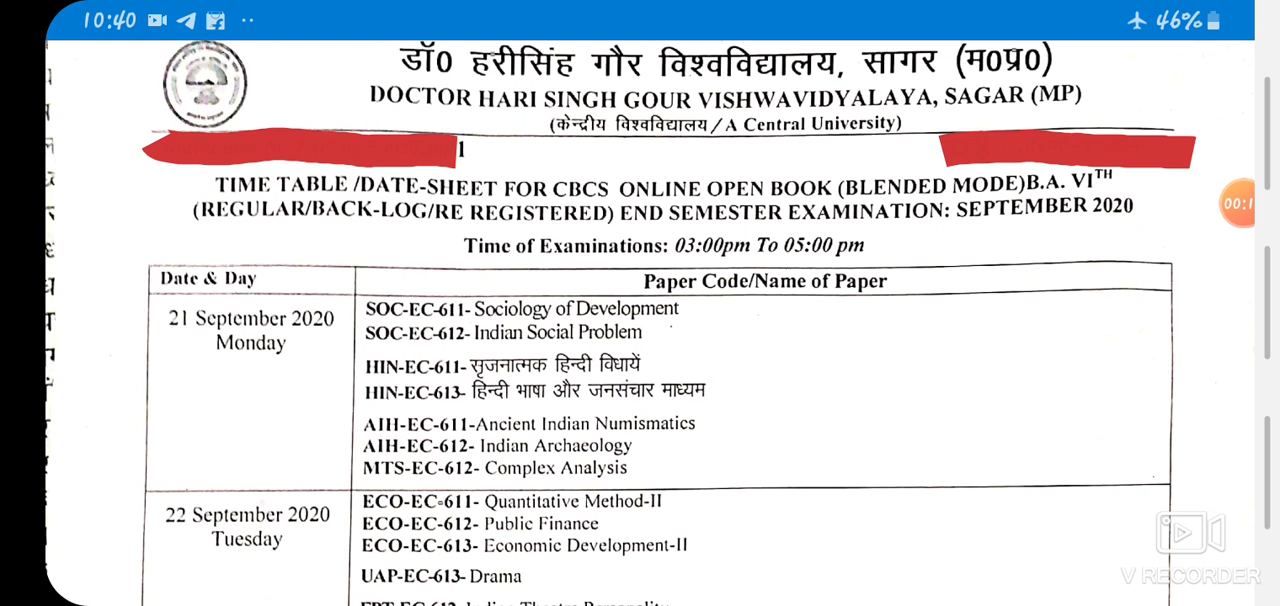 10:40
46%
डॉ0 हरीसिंह गौर विश्वविद्यालय, सागर (म0प्र0)
DOCTOR HARI SINGH GOUR VISHWAVIDYALAYA, SAGAR (MP)
(केन्द्रीय विश्वविद्यालय/A Central University)
1
TIME TABLE /DATE-SHEET FOR CBCS ONLINE OPEN BOOK (BLENDED MODE)B.A. VITH
(REGULAR/BACK-LOG/RE REGISTERED) END SEMESTER EXAMINATION: SEPTEMBER 2020
00:1
Time of Examinations: 03:00pm To 05:00 pm
Date & Day Paper Code/Name of Paper
21 September 2020
Monday
SOC-EC-611- Sociology of Development
SOC-EC-612- Indian Social Problem
HIN-EC-611- सृजनात्मक हिन्दी विधायें
HIN-EC-613- हिन्दी भाषा और जनसंचार माध्यम
AIH-EC-611-Ancient Indian Numismatics
AIH-EC-612- Indian Archaeology
MTS-EC-612- Complex Analysis
22 September 2020
Tuesday
ECO-EC-611- Quantitative Method-II
ECO-EC-612- Public Finance
ECO-EC-613- Economic Development-II
UAP-EC-613- Drama
V RECORDER